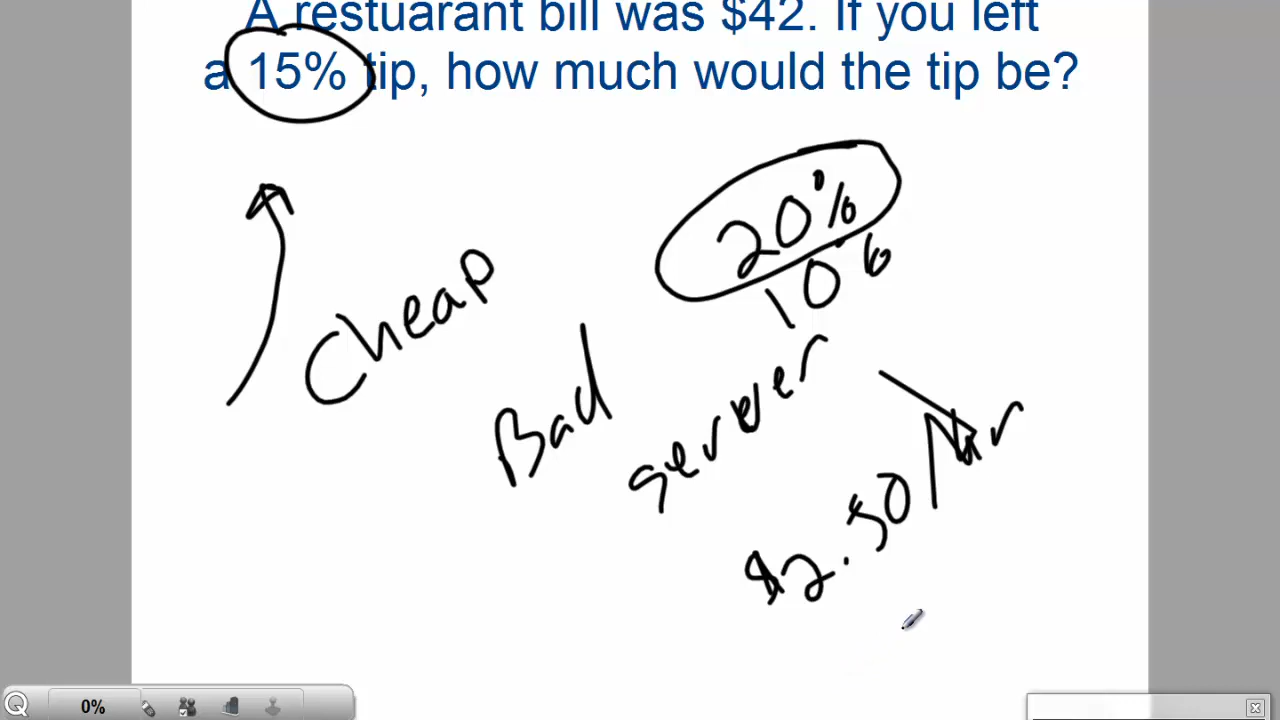 A restuarant bill was $42. If you left
a 15% tip, how much would the tip be?
20%
10%
Cheap
Bad
server
$2.50/hr
0%